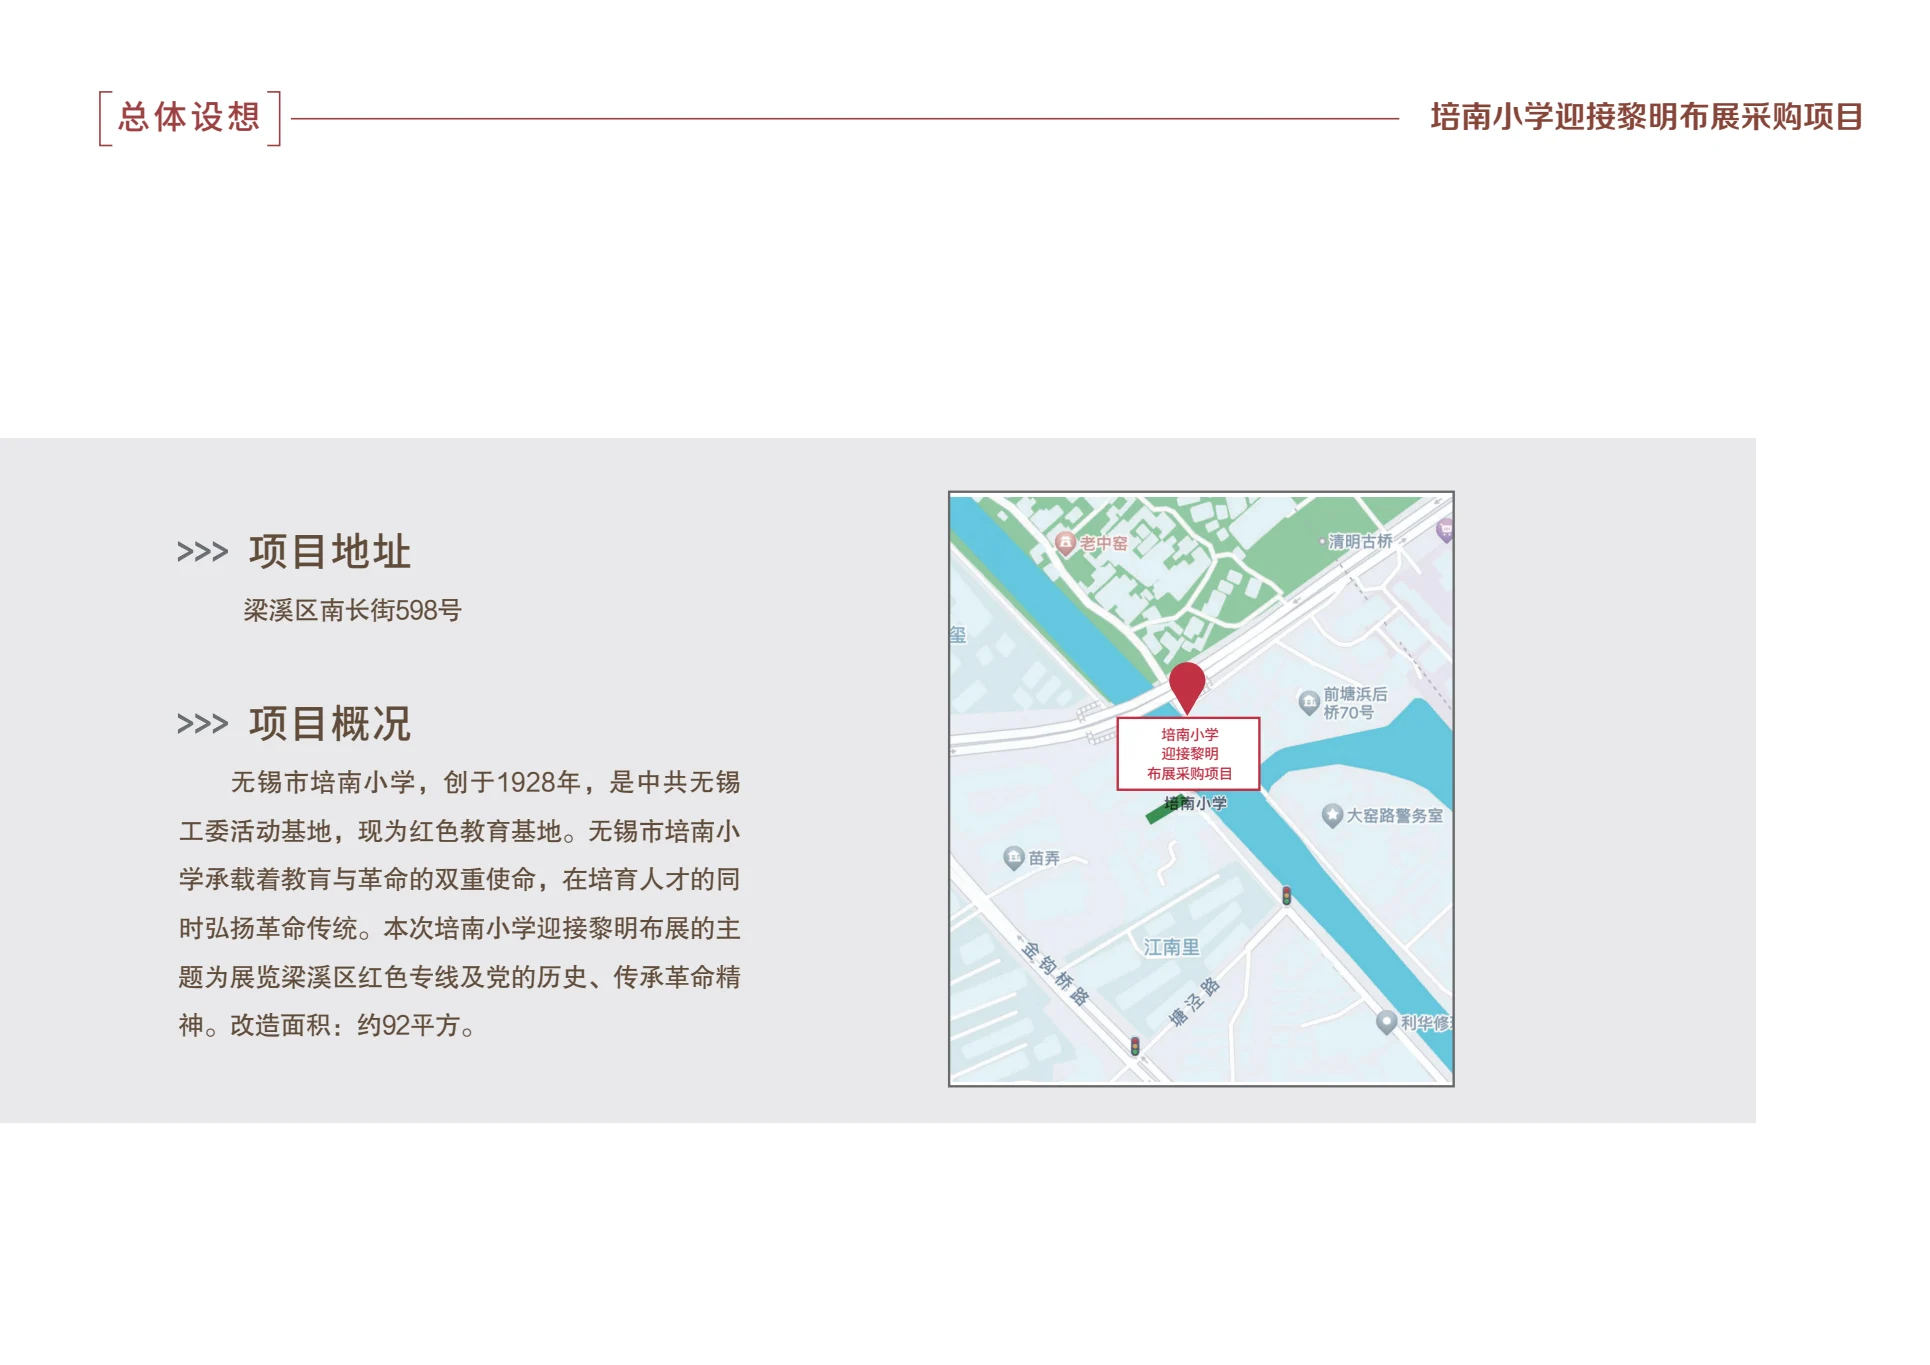 总体设想
培南小学迎接黎明布展采购项目
>>> 项目地址
梁溪区南长街598号
>>> 项目概况
无锡市培南小学，创于1928年，是中共无锡
工委活动基地，现为红色教育基地。无锡市培南小
学承载着教肓与革命的双重使命，在培育人才的同
时弘扬革命传统。本次培南小学迎接黎明布展的主
题为展览梁溪区红色专线及党的历史、传承革命精
神。改造面积：约92平方。
老中窑
清明古桥
玺
前塘浜后
桥70号
培南小学
迎接黎明
布展采购项目
培南小学
大窑路警务室
苗弄
江南里
金钩桥路
塘泾路
利华修